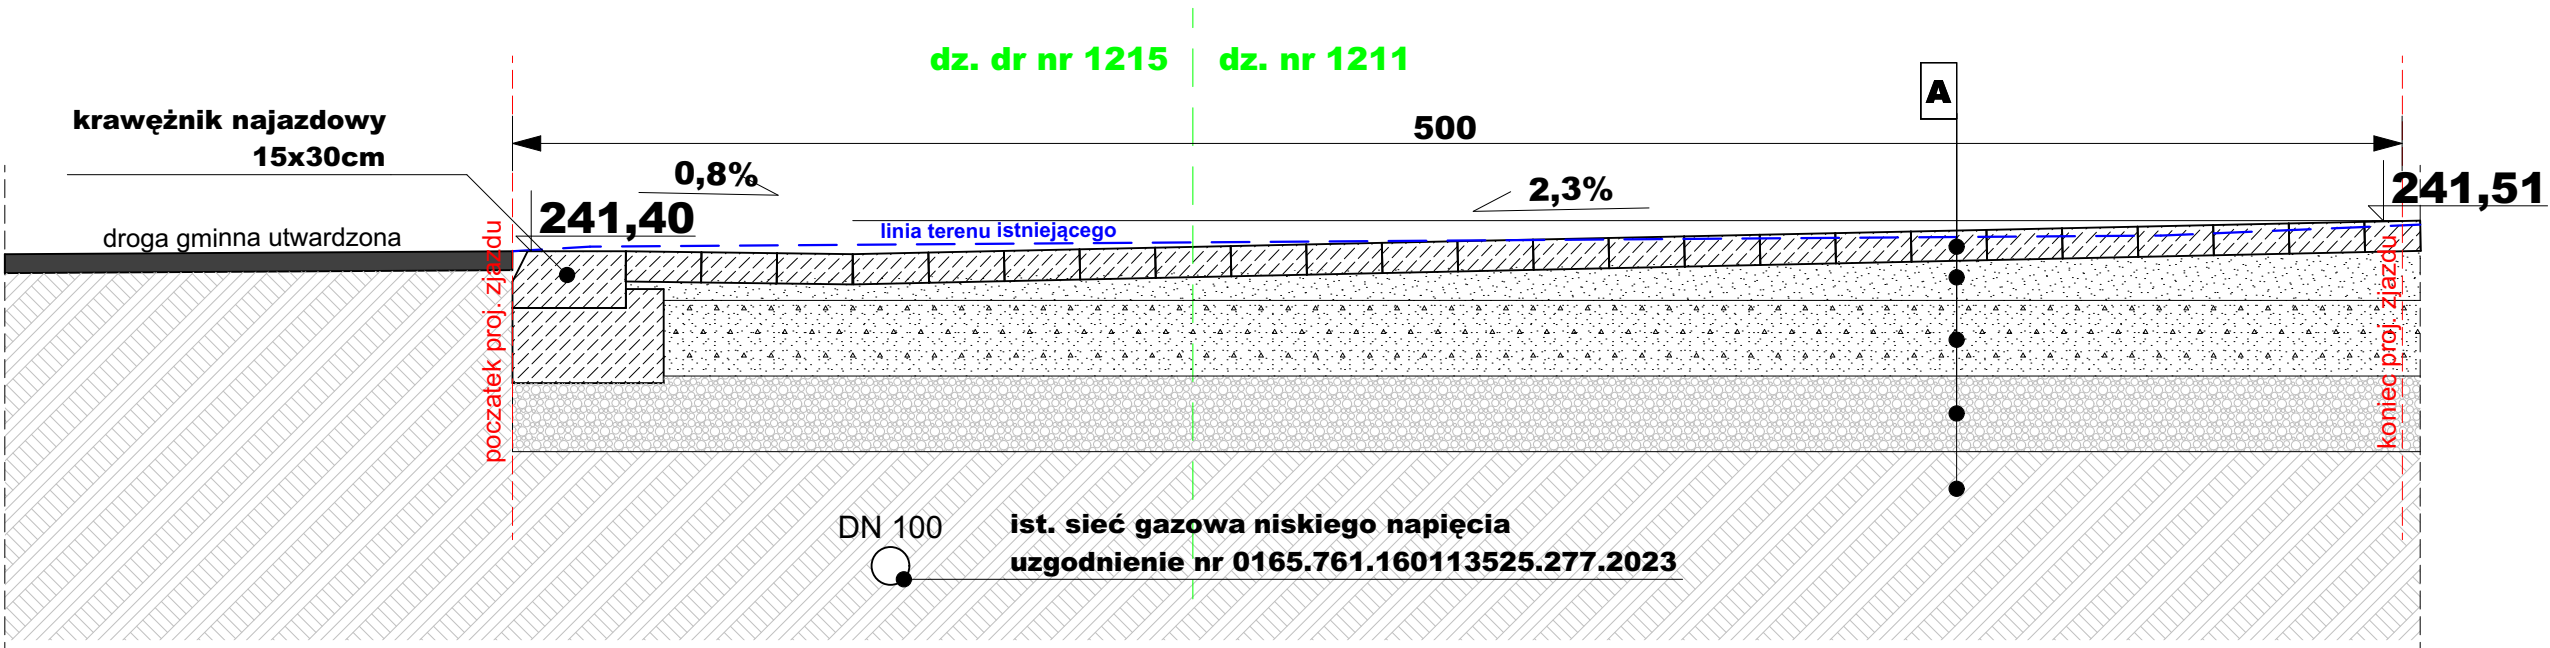 dz. dr nr 1215
dz. nr 1211
A
krawężnik najazdowy
15x30cm
500
0,8%
2,3%
241,40
241,51
droga gminna utwardzona
linia terenu istniejącego
poczatek proj. zjazdu
koniec proj. zjazdu
DN 100
ist. sieć gazowa niskiego napięcia
uzgodnienie nr 0165.761.160113525.277.2023